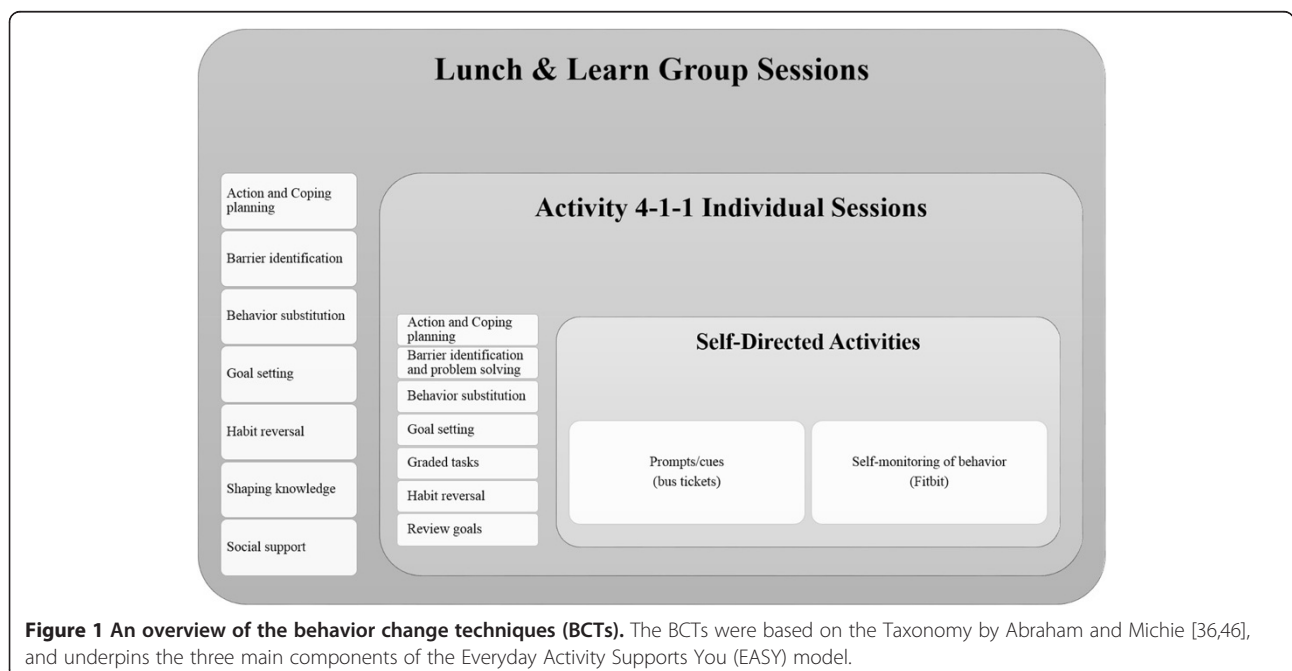 Lunch & Learn Group Sessions
Action and Coping
planning
Barrier identification
Behavior substitution
Goal setting
Habit reversal
Shaping knowledge
Social support
Activity 4-1-1 Individual Sessions
Action and Coping
planning
Barrier identification
and problem solving
Behavior substitution
Goal setting
Graded tasks
Habit reversal
Review goals
Self-Directed Activities
Prompts/cues
(bus tickets)
Self-monitoring of behavior
(Fitbit)
Figure 1 An overview of the behavior change techniques (BCTs). The BCTs were based on the Taxonomy by Abraham and Michie [36,46],
and underpins the three main components of the Everyday Activity Supports You (EASY) model.